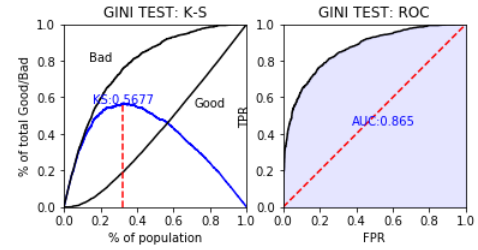 GINI TEST: K-S
1.0
0.8
0.6
0.4
0.2
0.0
% of total Good/Bad
Bad
KS:0.5677
Good
0.0 0.2 0.4 0.6 0.8 1.0
% of population
GINI TEST: ROC
1.0
0.8
0.6
0.4
0.2
0.0
TPR
AUC:0.865
0.0 0.2 0.4 0.6 0.8 1.0
FPR